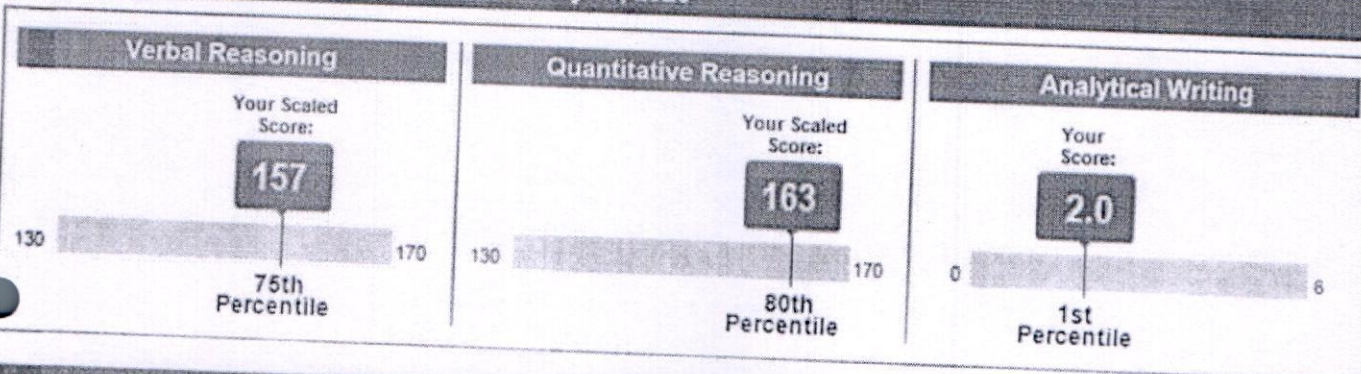 Verbal Reasoning
Your Scaled
Score:
157
130
170
75th
Percentile
Quantitative Reasoning
Your Scaled
Score:
163
130
170
80th
Percentile
Analytical Writing
Your
Score:
2.0
0
6
1st
Percentile